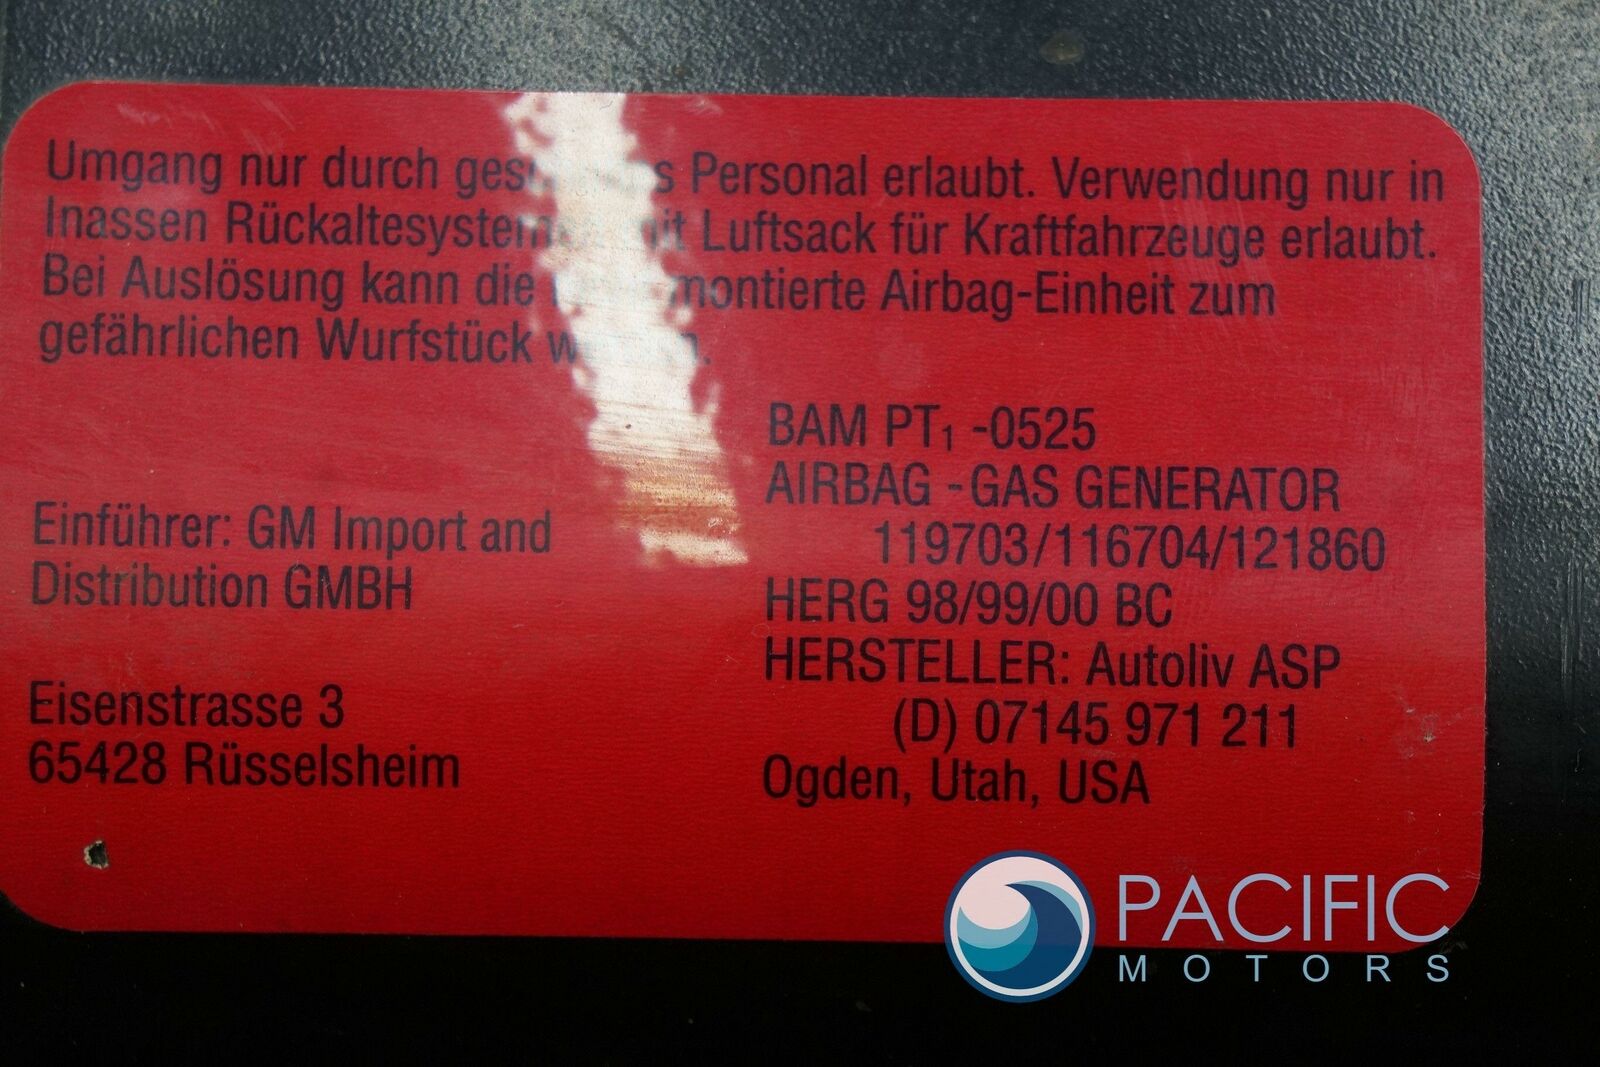 Umgang nur durch Personal erlaubt. Verwendung nur in
Inassen Rückaltesystemen mit Luftsack für Kraftfahrzeuge erlaubt.
Bei Auslösung kann die montierte Airbag-Einheit zum
gefährlichen Wurfstück
Einführer: GM Import and
Distribution GMBH
Eisenstrasse 3
65428 Rüsselsheim
BAM PT₁ -0525
AIRBAG -GAS GENERATOR
119703/116704/121860
HERG 98/99/00 BC
HERSTELLER: Autoliv ASP
(D) 07145 971 211
Ogden, Utah, USA
PACIFIC
MOTORS